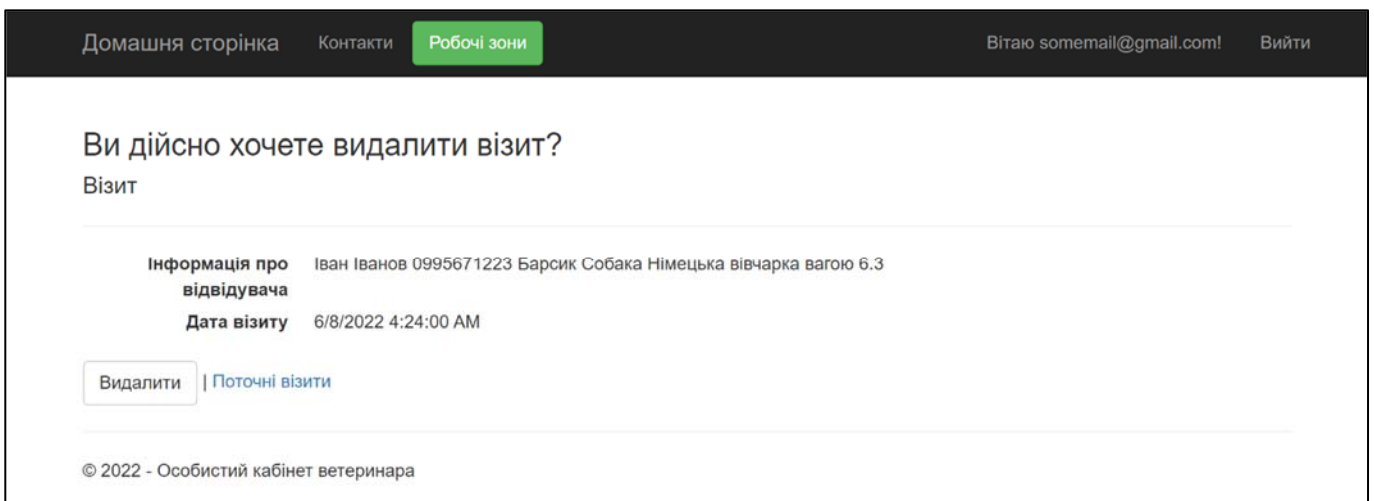 Домашня сторінка Контакти Робочі зони Вітаю somemail@gmail.com! Вийти
Ви дійсно хочете видалити візит?
Візит
Інформація про відвідувача Іван Іванов 0995671223 Барсик Собака Німецька вівчарка вагою 6.3
Дата візиту 6/8/2022 4:24:00 AM
Видалити | Поточні візити
© 2022 - Особистий кабінет ветеринара